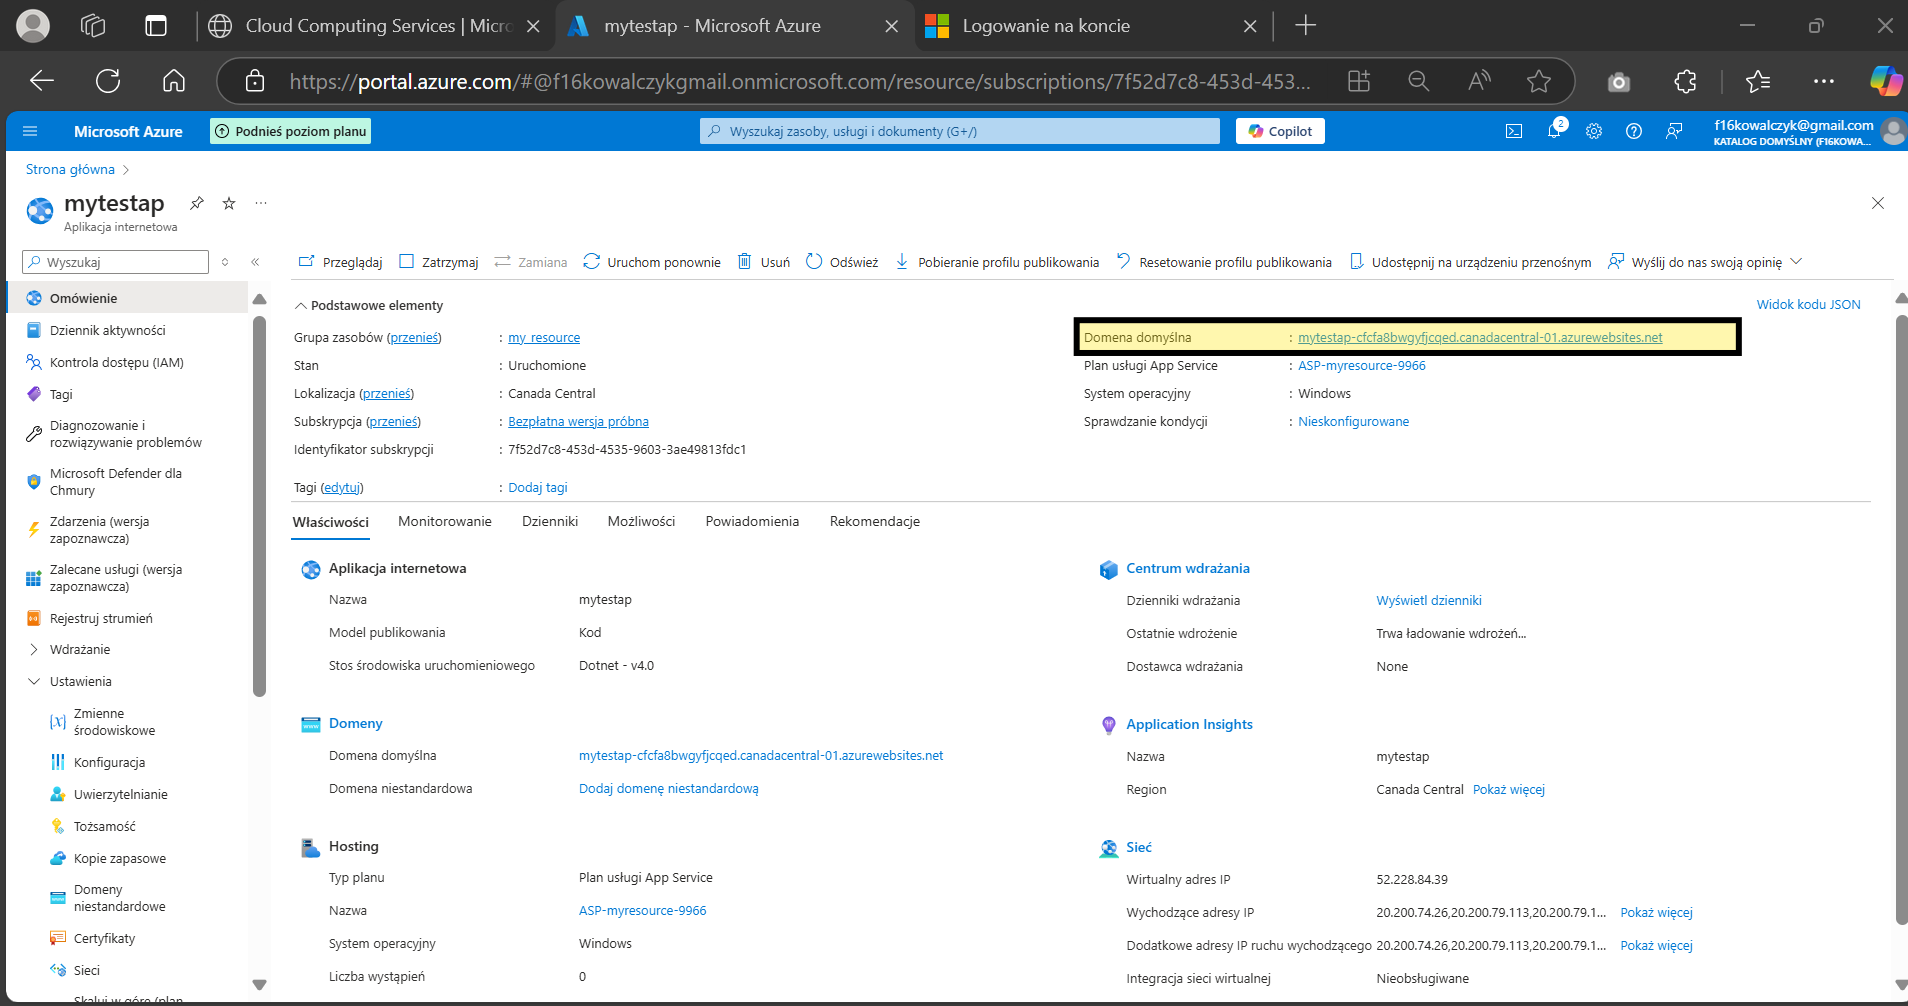 Cloud Computing Services | Micro
mytestap - Microsoft Azure
Logowanie na koncie
https://portal.azure.com/#@f16kowalczykgmail.onmicrosoft.com/resource/subscriptions/7f52d7c8-453d-453...
Microsoft Azure
Podnieś poziom planu
Wyszukaj zasoby, usługi i dokumenty (G+/)
Copilot
2
f16kowalczyk@gmail.com
KATALOG DOMYŚLNY (F16KOWA...
Strona główna
mytestap
Aplikacja internetowa
Wyszukaj
Przeglądaj
Zatrzymaj
Zamiana
Uruchom ponownie
Usuń
Odśwież
Pobieranie profilu publikowania
Resetowanie profilu publikowania
Udostępnij na urządzeniu przenośnym
Wyślij do nas swoją opinię
Omówienie
Dziennik aktywności
Kontrola dostępu (IAM)
Tagi
Diagnozowanie i
rozwiązywanie problemów
Microsoft Defender dla
Chmury
Zdarzenia (wersja
zapoznawcza)
Zalecane usługi (wersja
zapoznawcza)
Rejestruj strumień
Wdrażanie
Ustawienia
Zmienne
środowiskowe
Konfiguracja
Uwierzytelnianie
Tożsamość
Kopie zapasowe
Domeny
niestandardowe
Certyfikaty
Sieci
Skaluj w górę (plan
Podstawowe elementy
Widok kodu JSON
Grupa zasobów (przenieś) : my_resource
Stan : Uruchomione
Lokalizacja (przenieś) : Canada Central
Subskrypcja (przenieś) : Bezpłatna wersja próbna
Identyfikator subskrypcji : 7f52d7c8-453d-4535-9603-3ae49813fdc1
Tagi (edytuj) : Dodaj tagi
Domena domyślna : mytestap-cfcfa8bwgyfjcqed.canadacentral-01.azurewebsites.net
Plan usługi App Service : ASP-myresource-9966
System operacyjny : Windows
Sprawdzanie kondycji : Nieskonfigurowane
Właściwości
Monitorowanie
Dzienniki
Możliwości
Powiadomienia
Rekomendacje
Aplikacja internetowa
Nazwa mytestap
Model publikowania Kod
Stos środowiska uruchomieniowego Dotnet - v4.0
Domeny
Domena domyślna mytestap-cfcfa8bwgyfjcqed.canadacentral-01.azurewebsites.net
Domena niestandardowa Dodaj domenę niestandardową
Hosting
Typ planu Plan usługi App Service
Nazwa ASP-myresource-9966
System operacyjny Windows
Liczba wystąpień 0
Centrum wdrażania
Dzienniki wdrażania Wyświetl dzienniki
Ostatnie wdrożenie Trwa ładowanie wdrożeń...
Dostawca wdrażania None
Application Insights
Nazwa mytestap
Region Canada Central Pokaż więcej
Sieć
Wirtualny adres IP 52.228.84.39
Wychodzące adresy IP 20.200.74.26,20.200.79.113,20.200.79.1... Pokaż więcej
Dodatkowe adresy IP ruchu wychodzącego 20.200.74.26,20.200.79.113,20.200.79.1... Pokaż więcej
Integracja sieci wirtualnej Nieobsługiwane